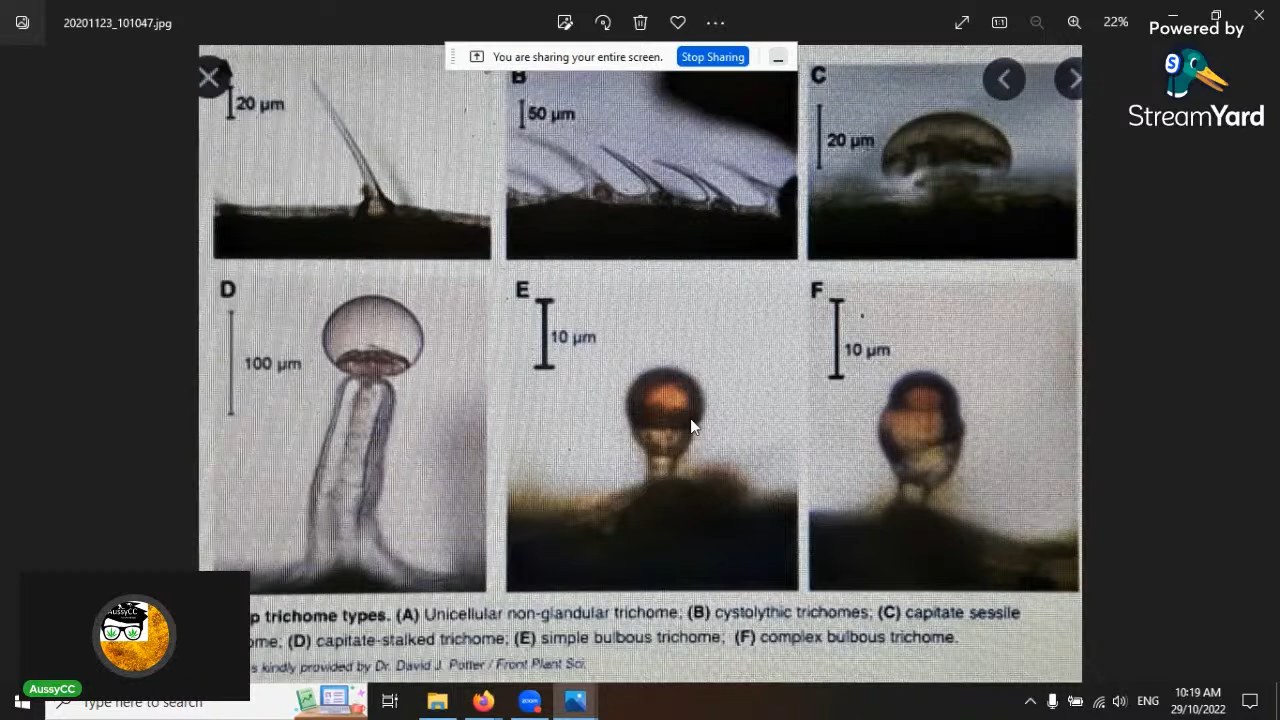 20201123_101047.jpg
22%
Powered by
StreamYard
You are sharing your entire screen. Stop Sharing
20 µm
B
50 µm
C
20 µm
D
100 µm
E
10 µm
F
10 µm
p trichome types. (A) Unicellular non-glandular trichome; (B) cystolythic trichomes; (C) capitate sessile
ome; (D) capitate-stalked trichome; (E) simple bulbous trichome; (F) complex bulbous trichome.
s kindly provided by Dr. David J. Potter / Front Plant Sci.
AussyCC
AussyCC
Type here to search
zoom
ENG
10:19 AM
29/10/2022